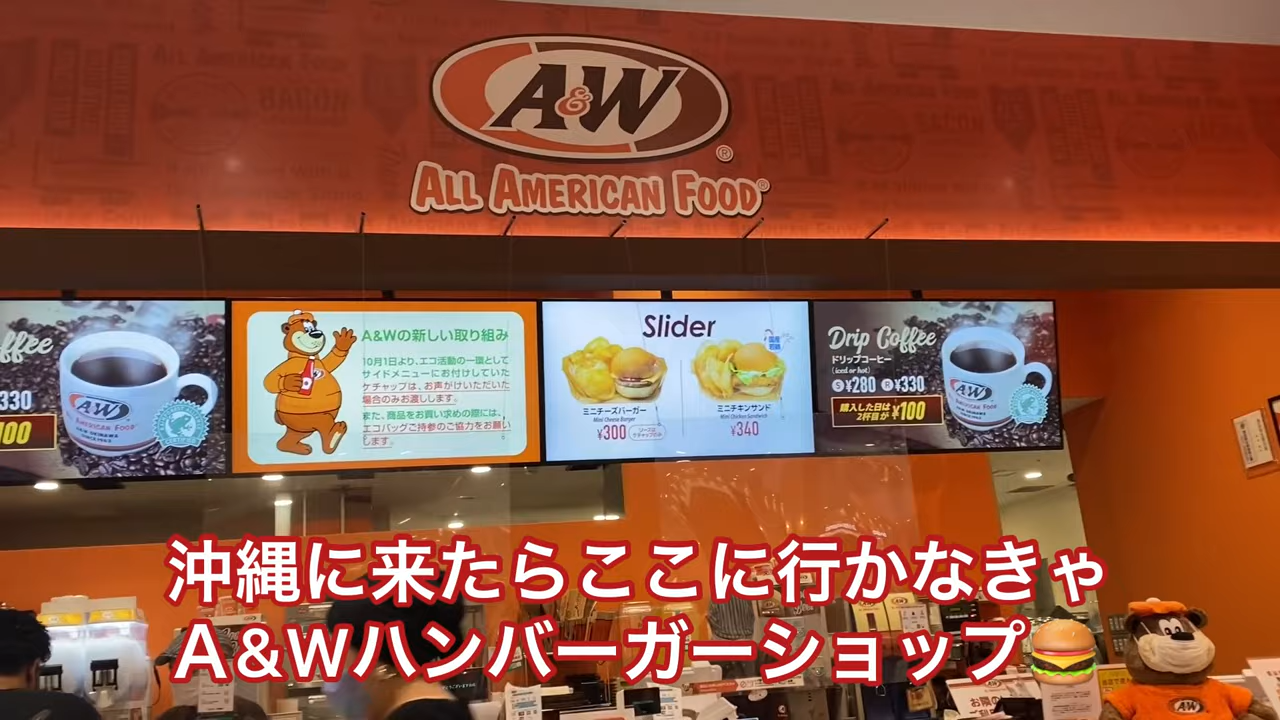 A&W
®
ALL AMERICAN FOOD®
ffee
330
100
A&W
All American Food
A&Wの新しい取り組み
10月1日より、エコ活動の一環として
サイドメニューにお付けしていた
ケチャップは、お声がけいただいた
場合のみお渡しします。
また、商品をお買い求めの際には、
エコバッグご持参のご協力をお願い
します。
Slider
ミニチーズバーガー
Mini Cheese Burger
¥300
ミニチキンサンド
Mini Chicken Sandwich
¥340
Drip Coffee
ドリップコーヒー
(iced or hot)
S ¥280 R ¥330
購入した日は
2杯目が ¥100
A&W
All American Food
沖縄に来たらここに行かなきゃ
A&Wハンバーガーショップ🍔
A&W